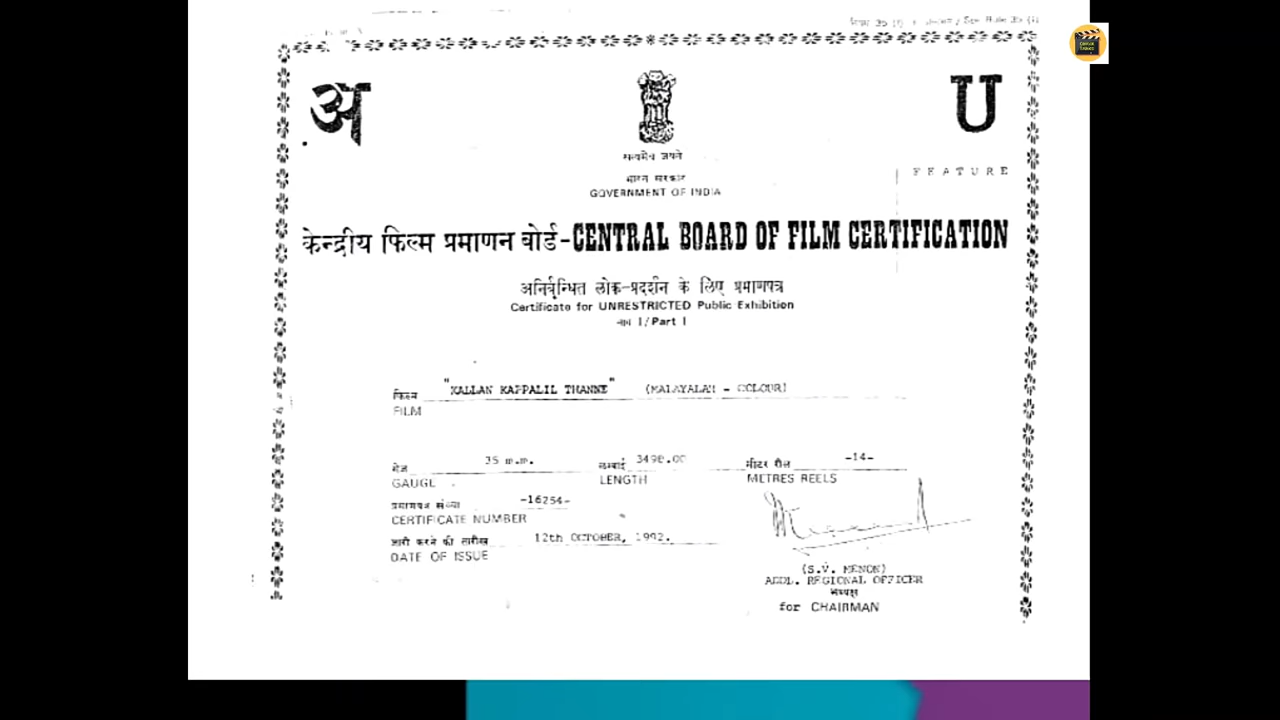 अ
U
सत्यमेव जयते
FEATURE
भारत सरकार
GOVERNMENT OF INDIA
केन्द्रीय फिल्म प्रमाणन बोर्ड-CENTRAL BOARD OF FILM CERTIFICATION
अनिर्बन्धित लोक-प्रदर्शन के लिए प्रमाणपत्र
Certificate for UNRESTRICTED Public Exhibition
भाग I/Part I
फिल्म "KALLAN KAPPALIL THANNE" (MALAYALAM - COLOUR)
FILM
गेज 35 m.m. लम्बाई 3498.00 मीटर रील -14-
GAUGE LENGTH METRES REELS
प्रमाणपत्र संख्या -16254-
CERTIFICATE NUMBER
जारी करने की तारीख 12th OCTOBER, 1992.
DATE OF ISSUE
(S.V. MENON)
ADDL. REGIONAL OFFICER
अध्यक्ष
for CHAIRMAN